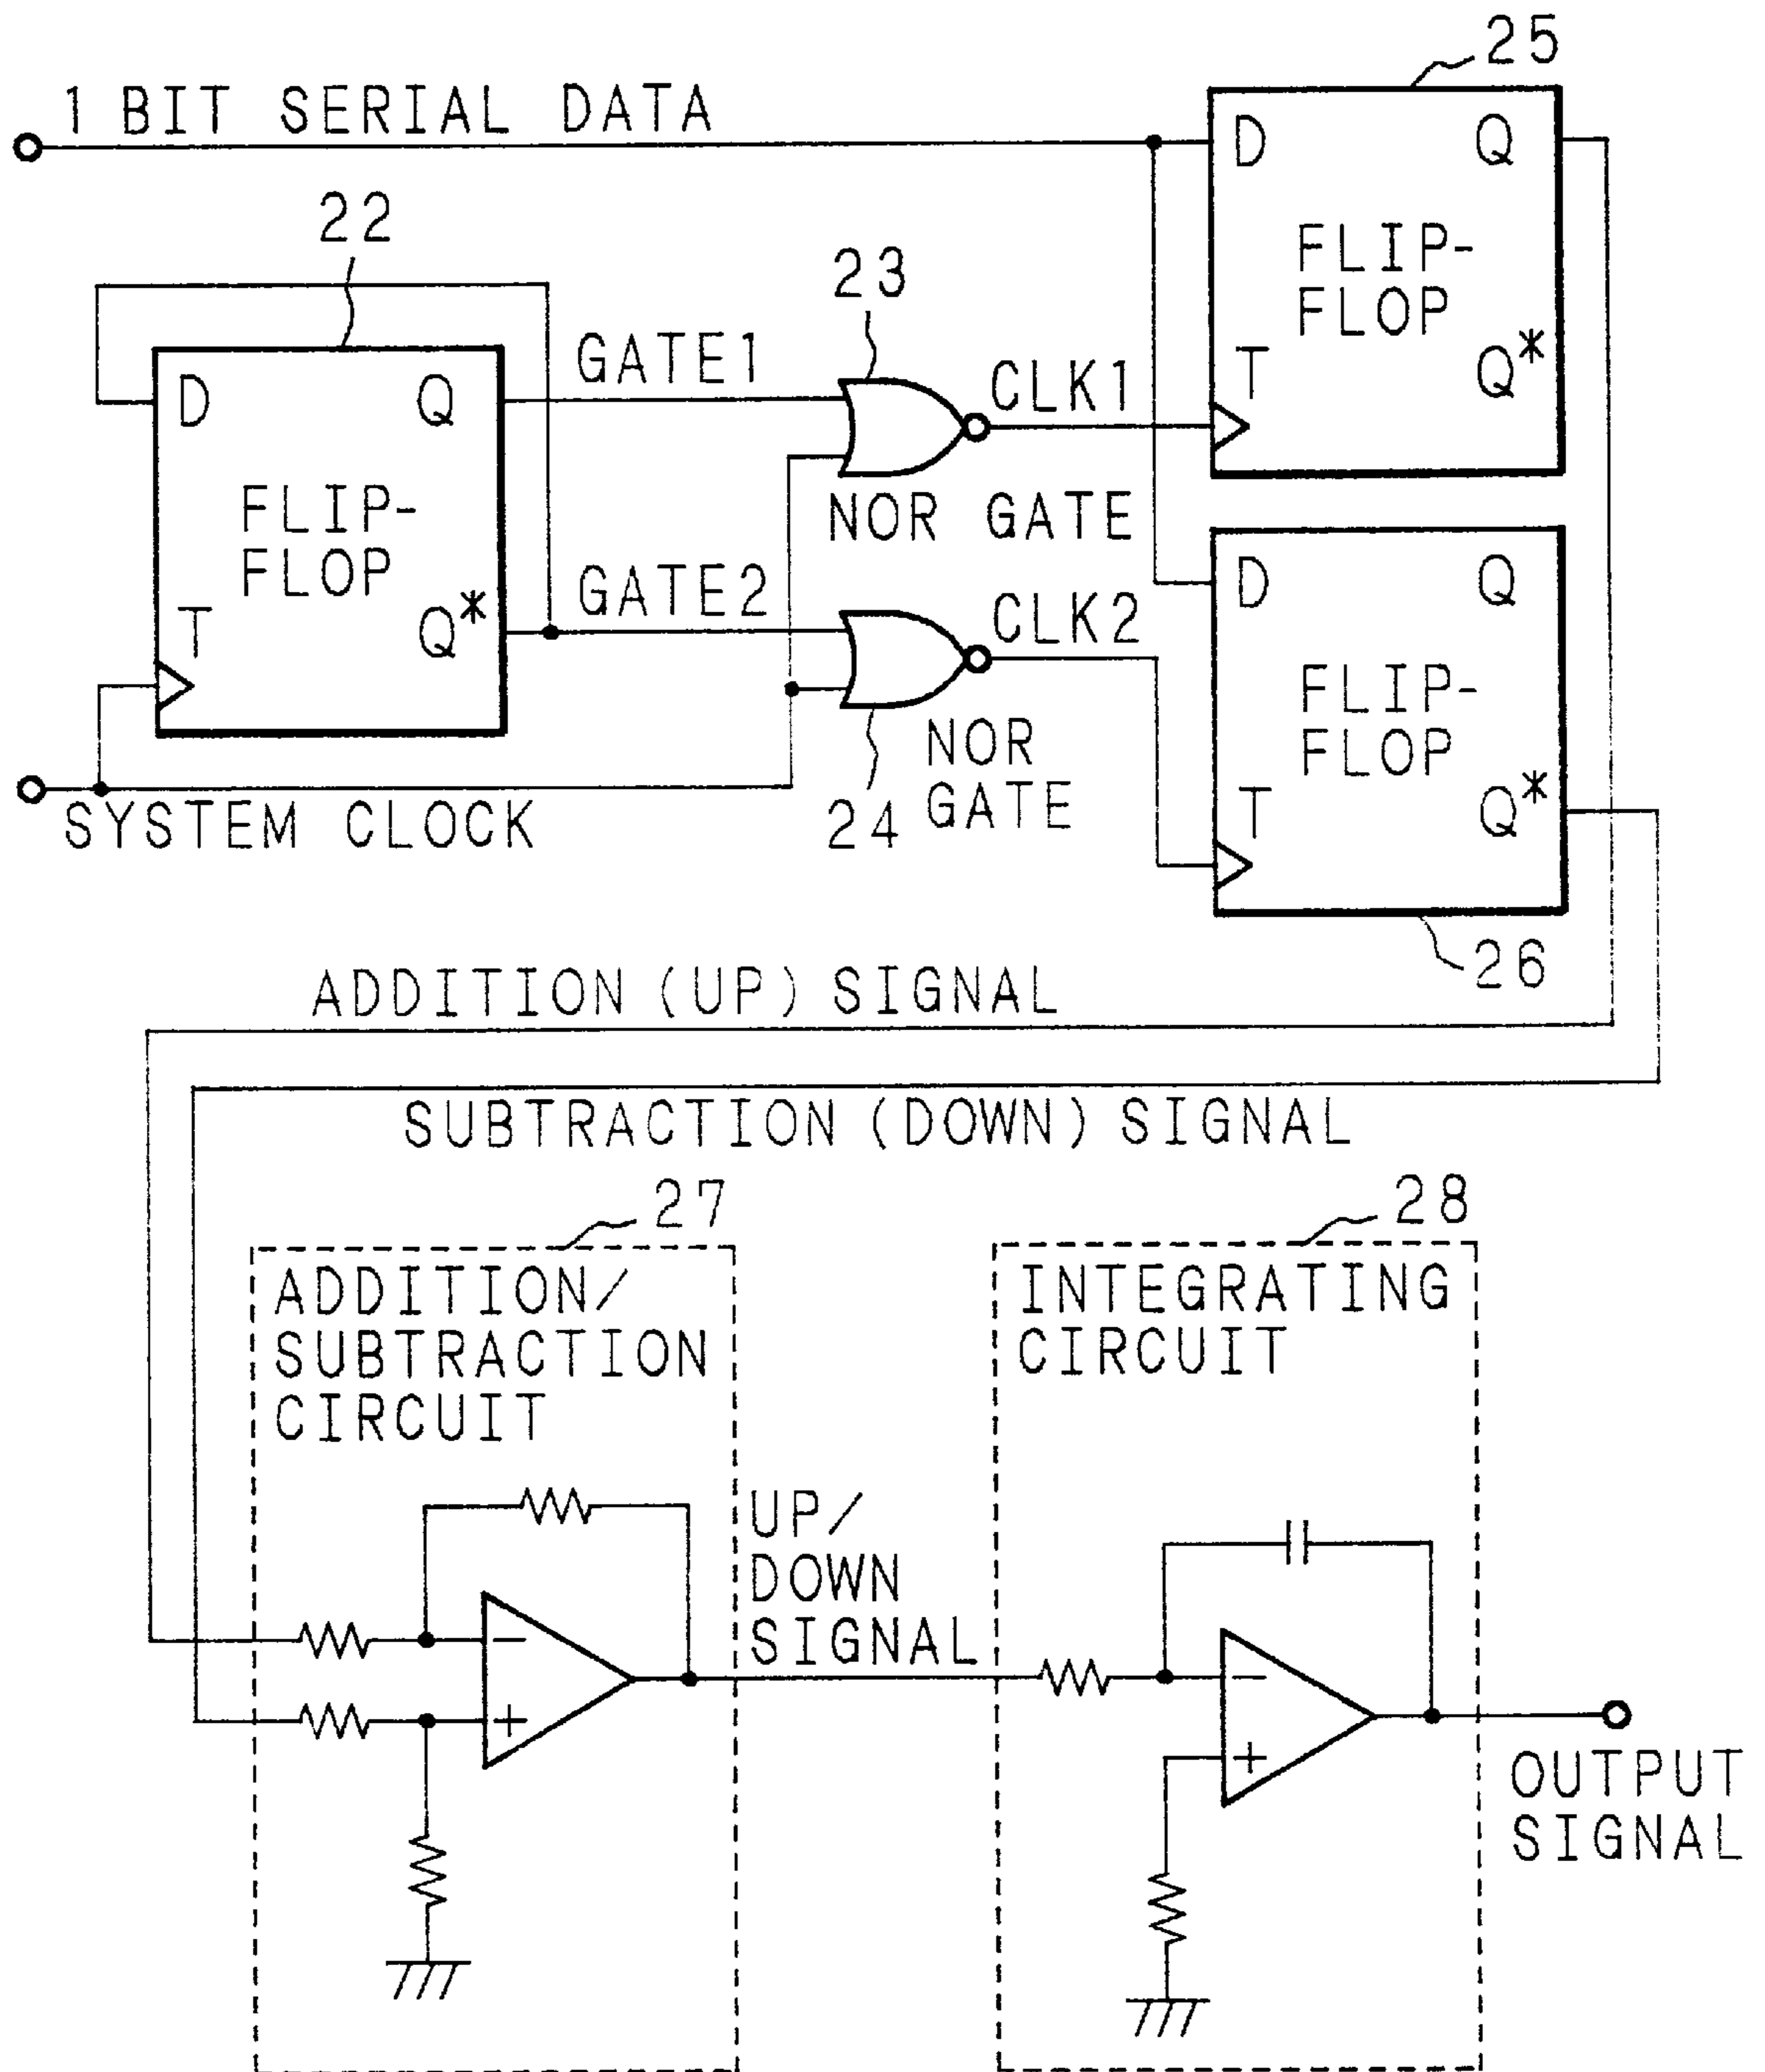 25
1 BIT SERIAL DATA
D
Q
22
FLIP-
FLOP
23
GATE1
CLK1
T
Q*
D
Q
FLIP-
FLOP
NOR GATE
D
Q
GATE2
CLK2
T
Q*
FLIP-
FLOP
NOR
GATE
24
T
Q*
SYSTEM CLOCK
26
ADDITION (UP) SIGNAL
SUBTRACTION (DOWN) SIGNAL
27
28
ADDITION/
SUBTRACTION
CIRCUIT
INTEGRATING
CIRCUIT
UP/
DOWN
SIGNAL
−
+
−
+
OUTPUT
SIGNAL